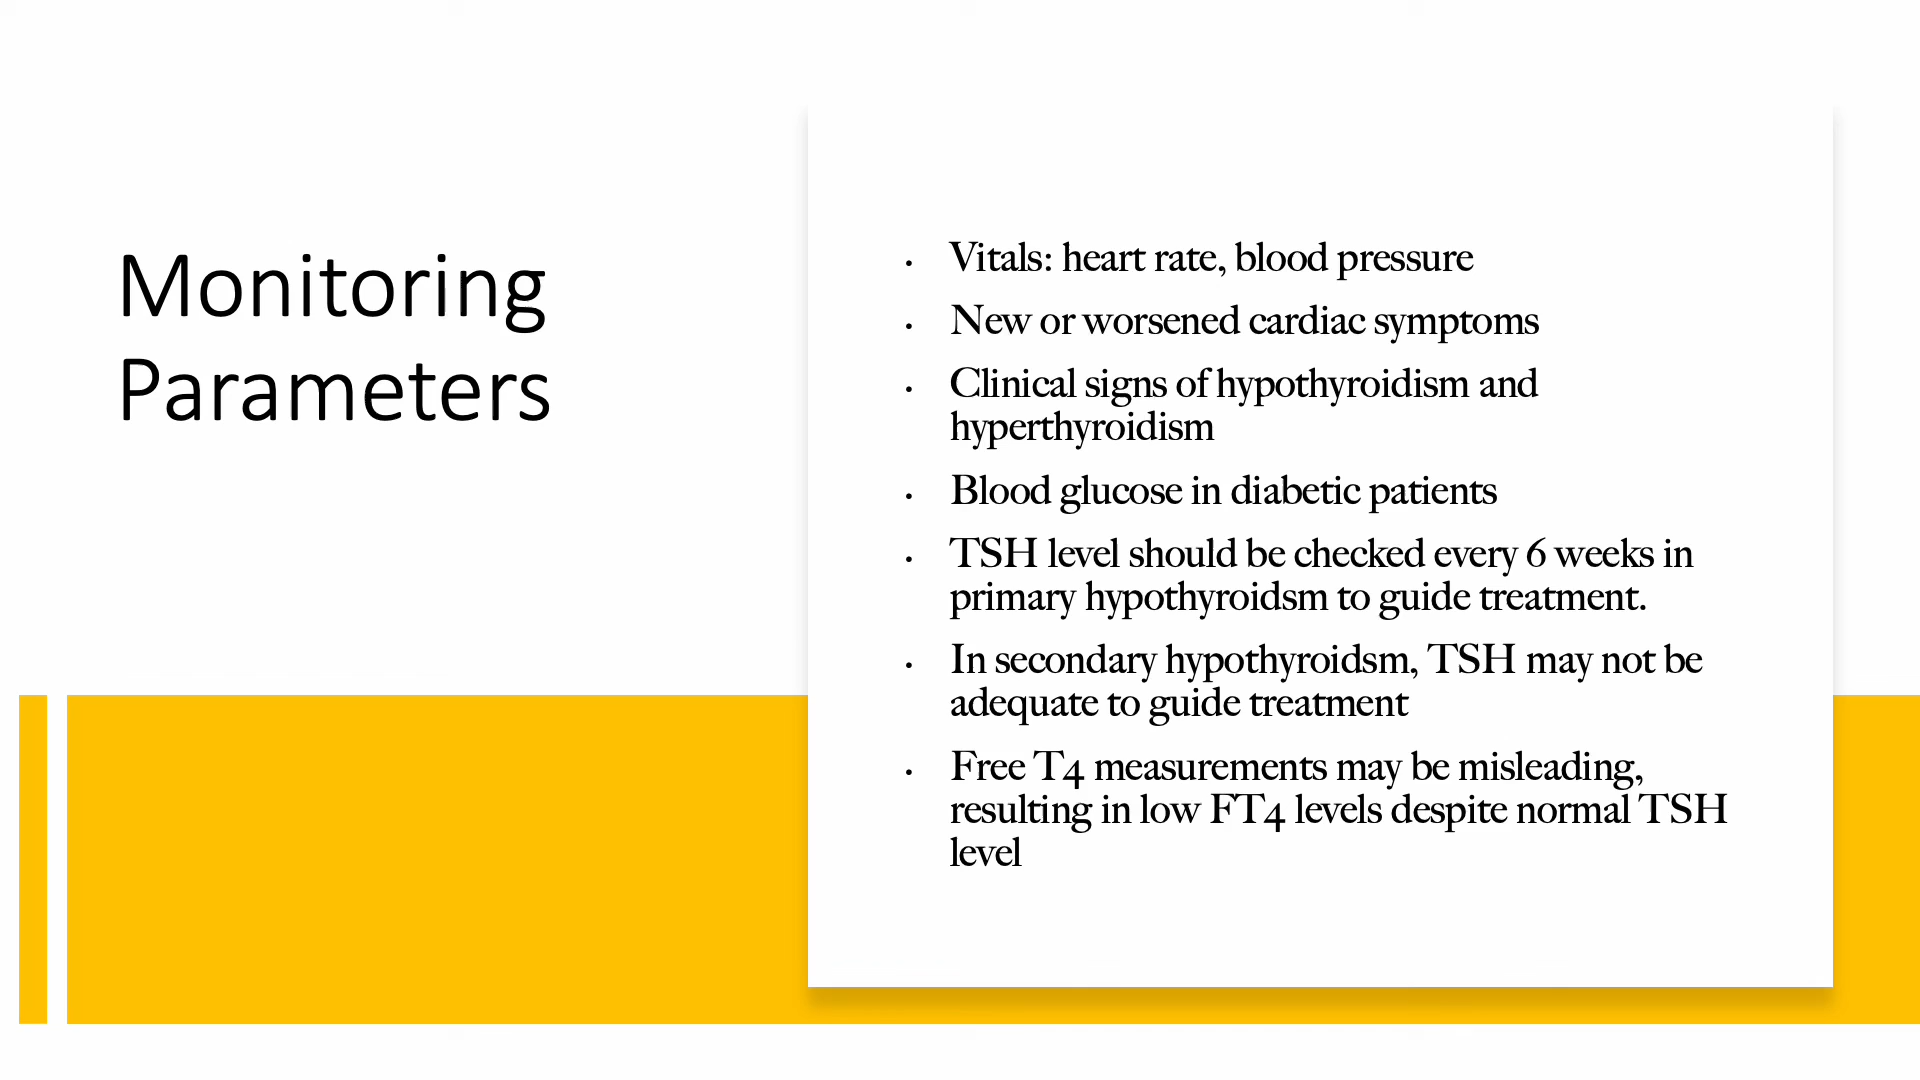 Monitoring
Parameters
• Vitals: heart rate, blood pressure
• New or worsened cardiac symptoms
• Clinical signs of hypothyroidism and
hyperthyroidism
• Blood glucose in diabetic patients
• TSH level should be checked every 6 weeks in
primary hypothyroidsm to guide treatment.
• In secondary hypothyroidsm, TSH may not be
adequate to guide treatment
• Free T4 measurements may be misleading,
resulting in low FT4 levels despite normal TSH
level